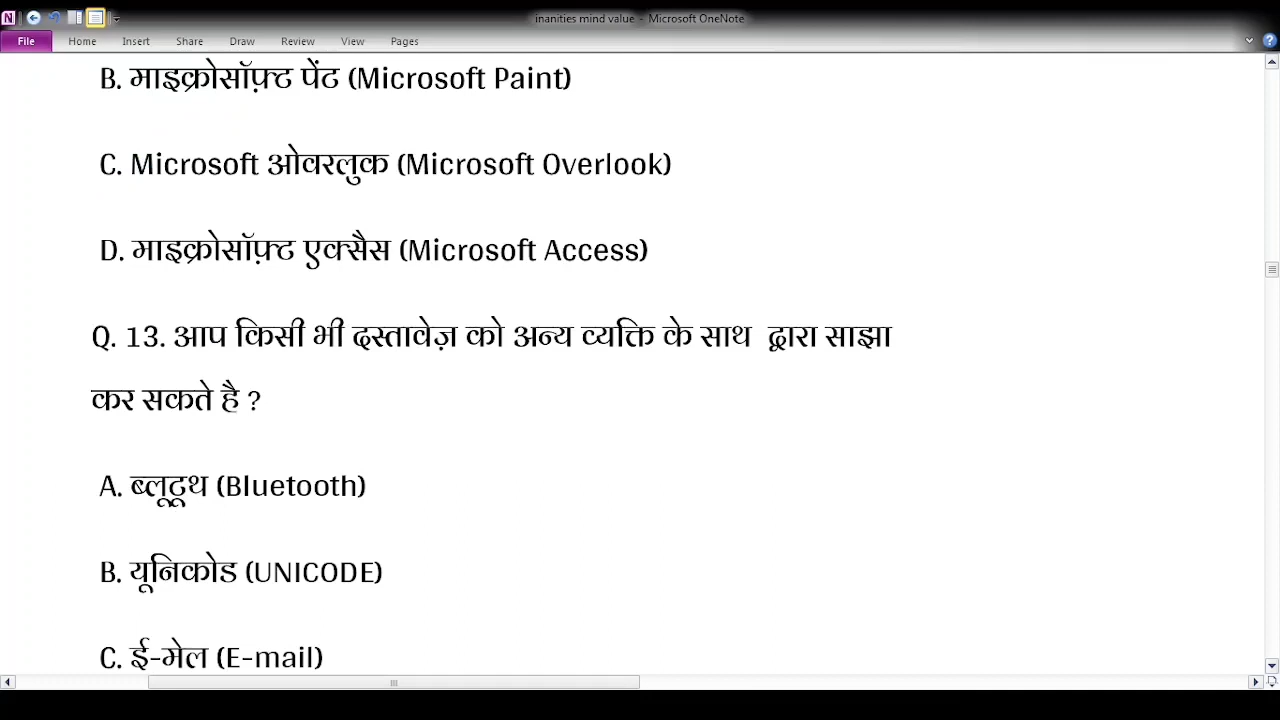 inanities mind value - Microsoft OneNote
File Home Insert Share Draw Review View Pages
B. माइक्रोसॉफ़्ट पेंट (Microsoft Paint)
C. Microsoft ओवरलुक (Microsoft Overlook)
D. माइक्रोसॉफ़्ट एक्सैस (Microsoft Access)
Q. 13. आप किसी भी दस्तावेज़ को अन्य व्यक्ति के साथ द्वारा साझा
कर सकते है ?
A. ब्लूटूथ (Bluetooth)
B. यूनिकोड (UNICODE)
C. ई-मेल (E-mail)